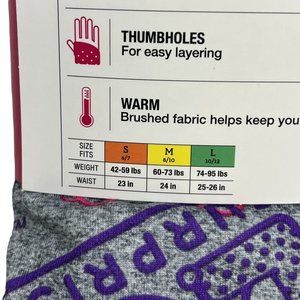 THUMBHOLES
For easy layering
WARM
Brushed fabric helps keep you
SIZE S M L
FITS 6/7 8/10 10/12
WEIGHT 42-59 lbs 60-73 lbs 74-95 lbs
WAIST 23 in 24 in 25-26 in